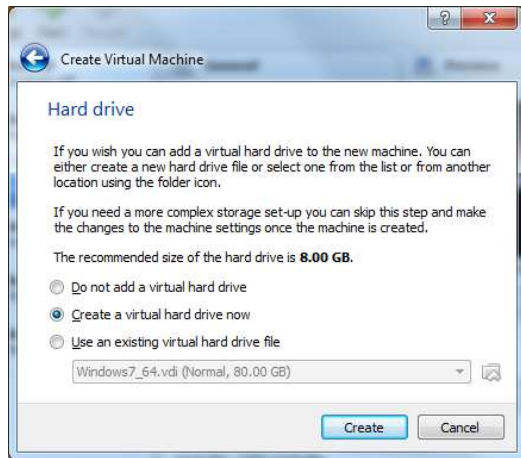 Create Virtual Machine
Hard drive
If you wish you can add a virtual hard drive to the new machine. You can
either create a new hard drive file or select one from the list or from another
location using the folder icon.
If you need a more complex storage set-up you can skip this step and make
the changes to the machine settings once the machine is created.
The recommended size of the hard drive is 8.00 GB.
Do not add a virtual hard drive
Create a virtual hard drive now
Use an existing virtual hard drive file
Windows7_64.vdi (Normal, 80.00 GB)
Create Cancel